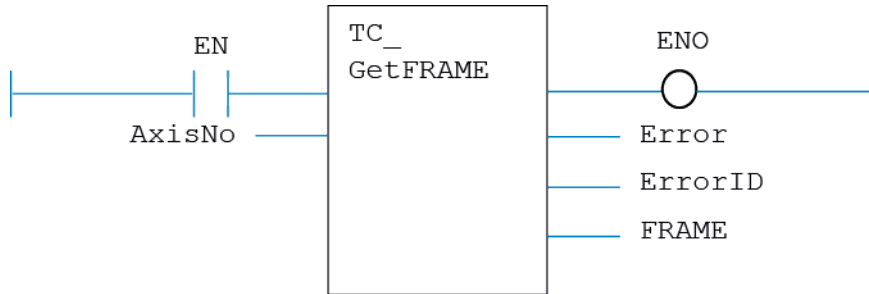 EN
TC_
GetFRAME
ENO
AxisNo
Error
ErrorID
FRAME